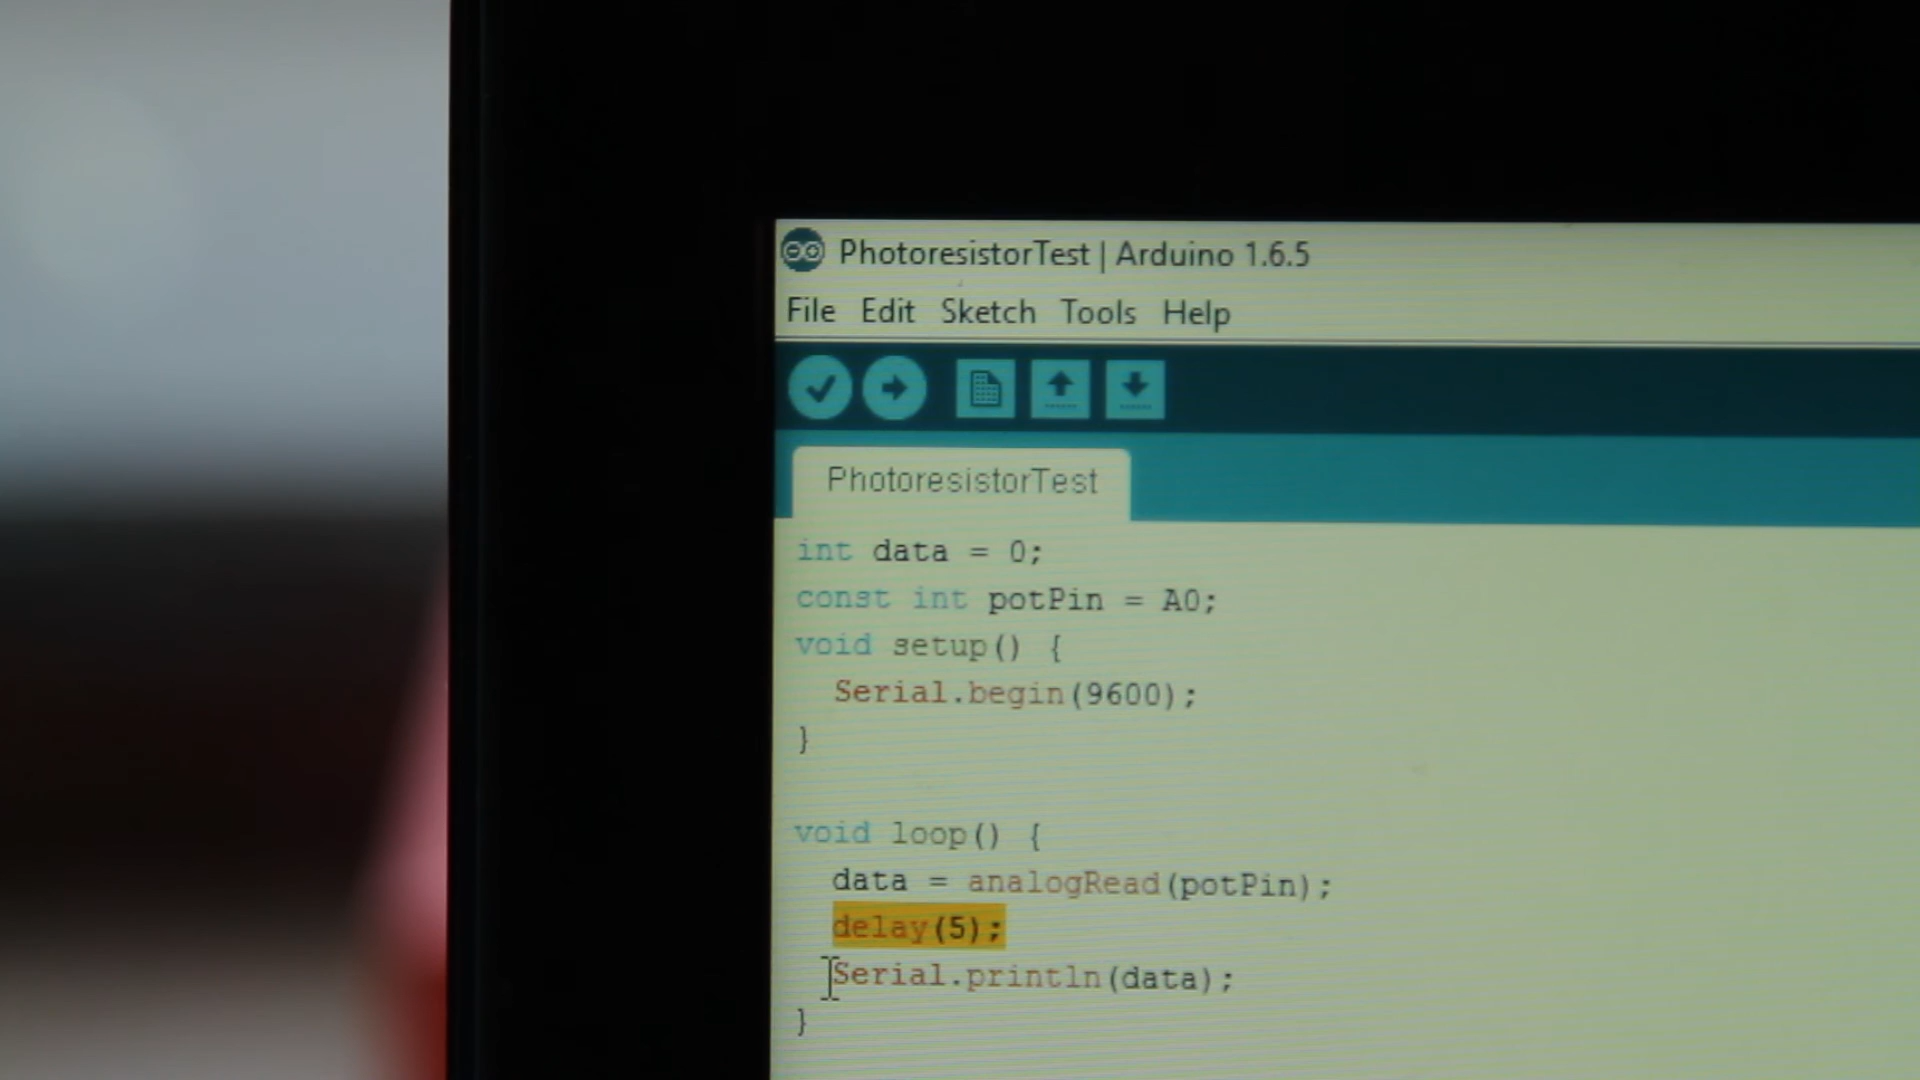 PhotoresistorTest | Arduino 1.6.5
File Edit Sketch Tools Help
PhotoresistorTest
int data = 0;
const int potPin = A0;
void setup() {
  Serial.begin(9600);
}
void loop() {
  data = analogRead(potPin);
  delay(5);
  Serial.println(data);
}